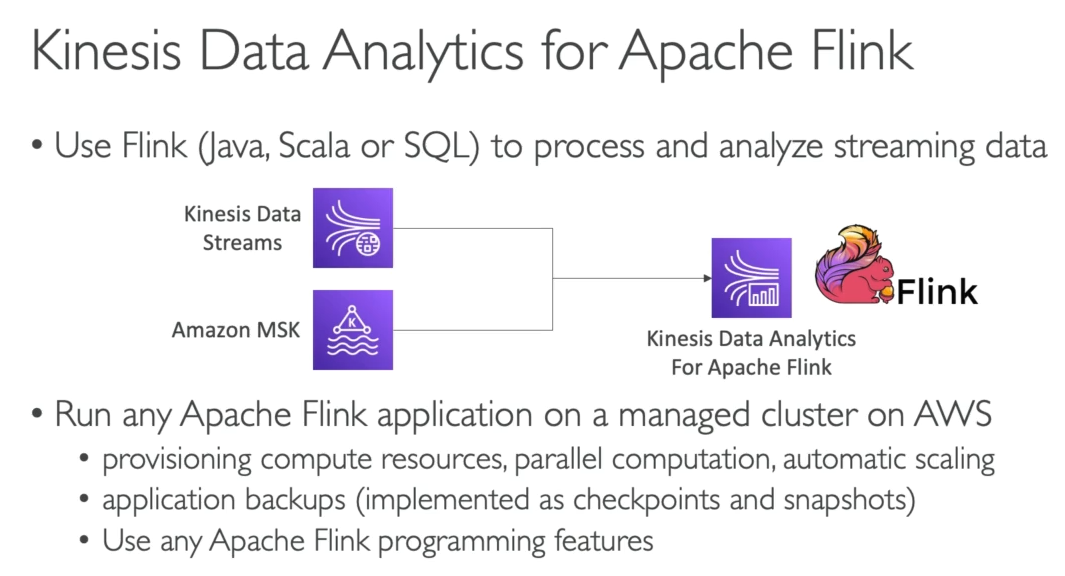 Kinesis Data Analytics for Apache Flink
• Use Flink (Java, Scala or SQL) to process and analyze streaming data
Kinesis Data
Streams
Amazon MSK
K
Flink
Kinesis Data Analytics
For Apache Flink
• Run any Apache Flink application on a managed cluster on AWS
• provisioning compute resources, parallel computation, automatic scaling
• application backups (implemented as checkpoints and snapshots)
• Use any Apache Flink programming features